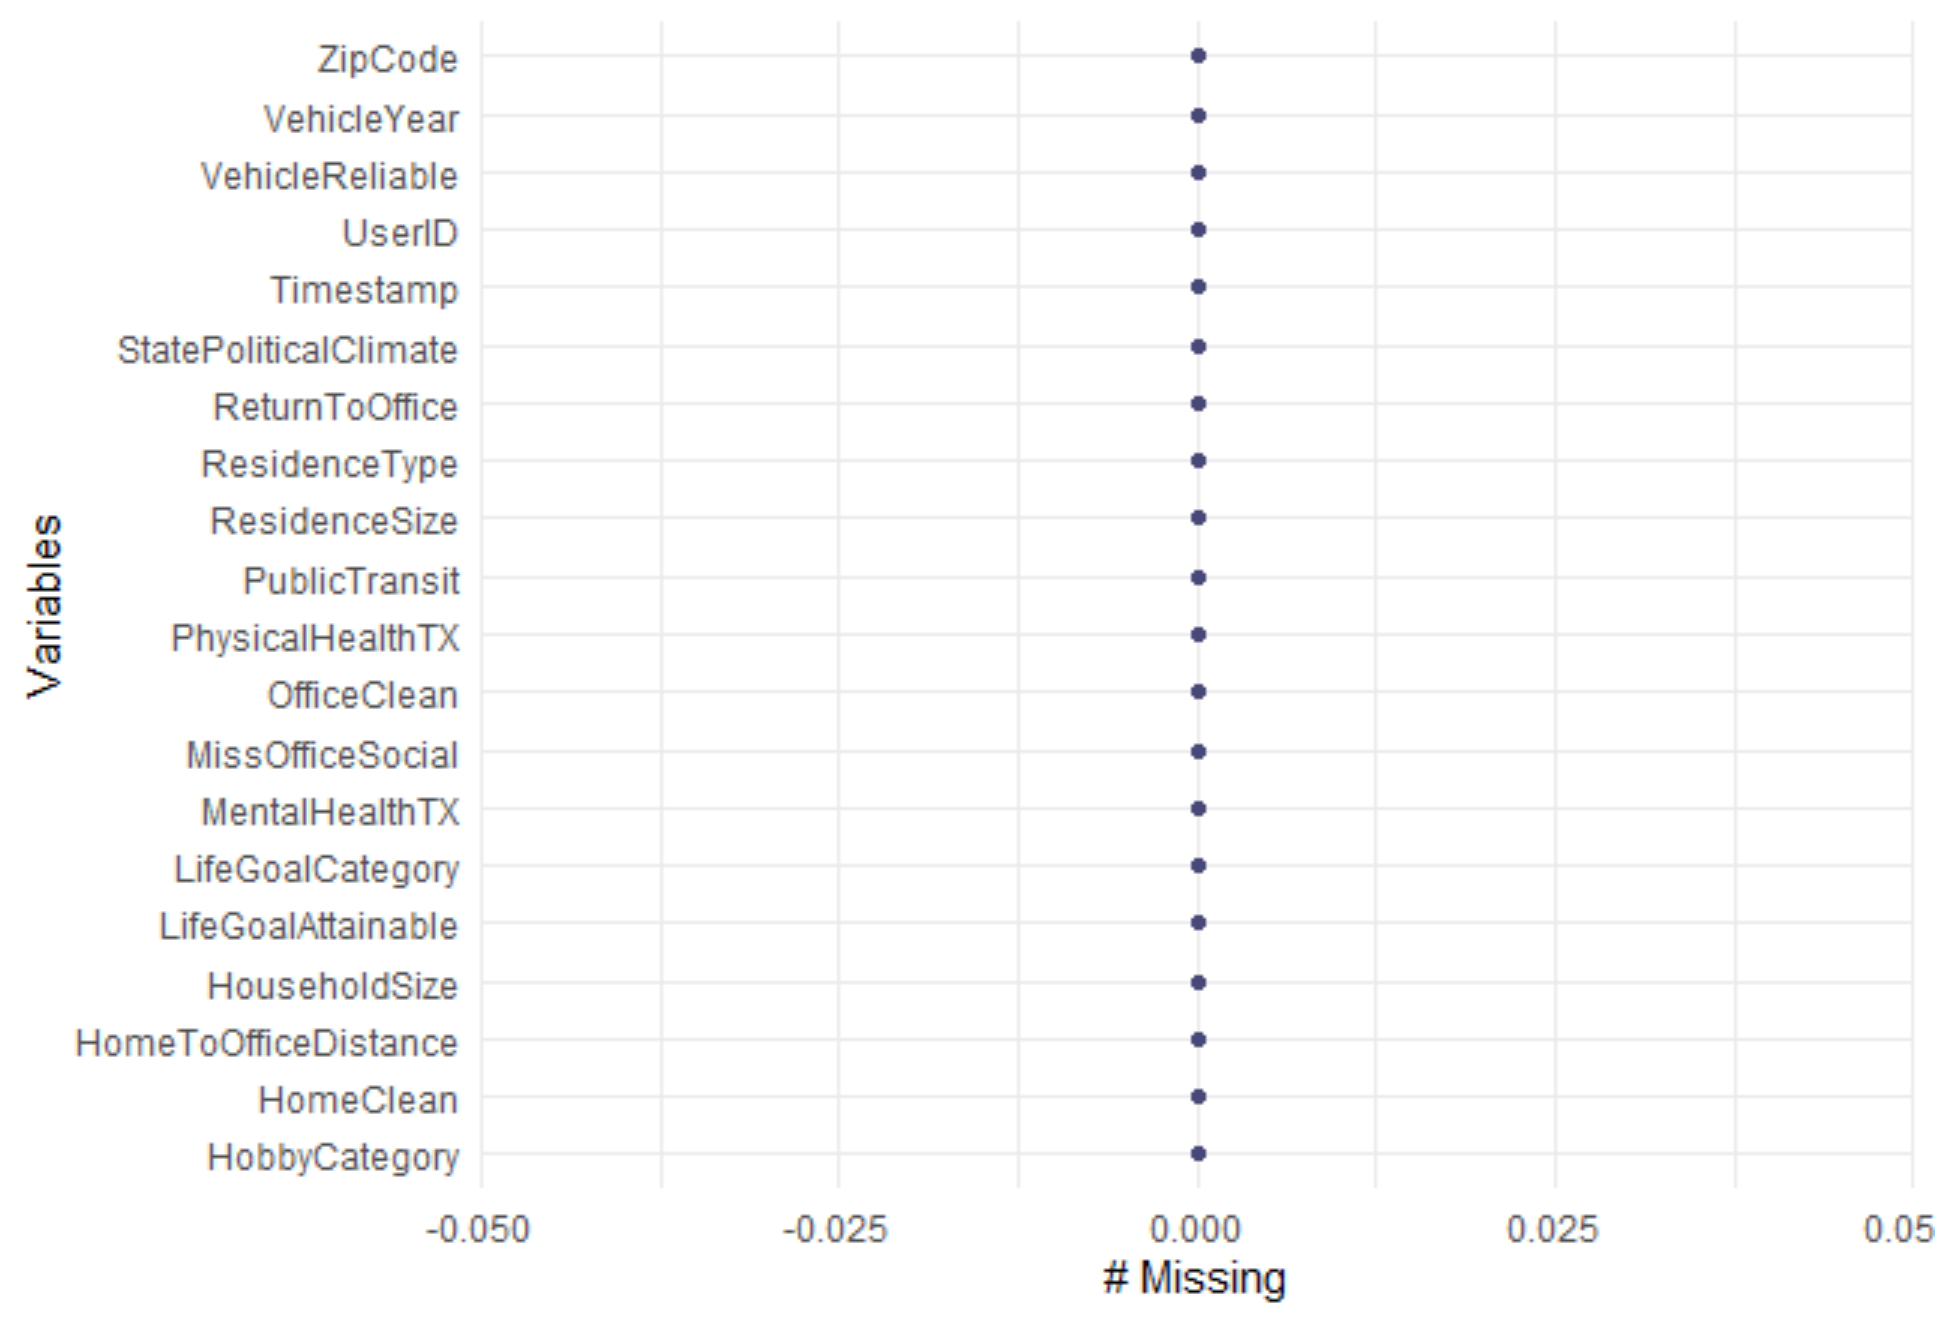 ZipCode
VehicleYear
VehicleReliable
UserID
Timestamp
StatePoliticalClimate
ReturnToOffice
ResidenceType
ResidenceSize
PublicTransit
PhysicalHealthTX
OfficeClean
MissOfficeSocial
MentalHealthTX
LifeGoalCategory
LifeGoalAttainable
HouseholdSize
HomeToOfficeDistance
HomeClean
HobbyCategory
Variables
-0.050 -0.025 0.000 0.025 0.05
# Missing